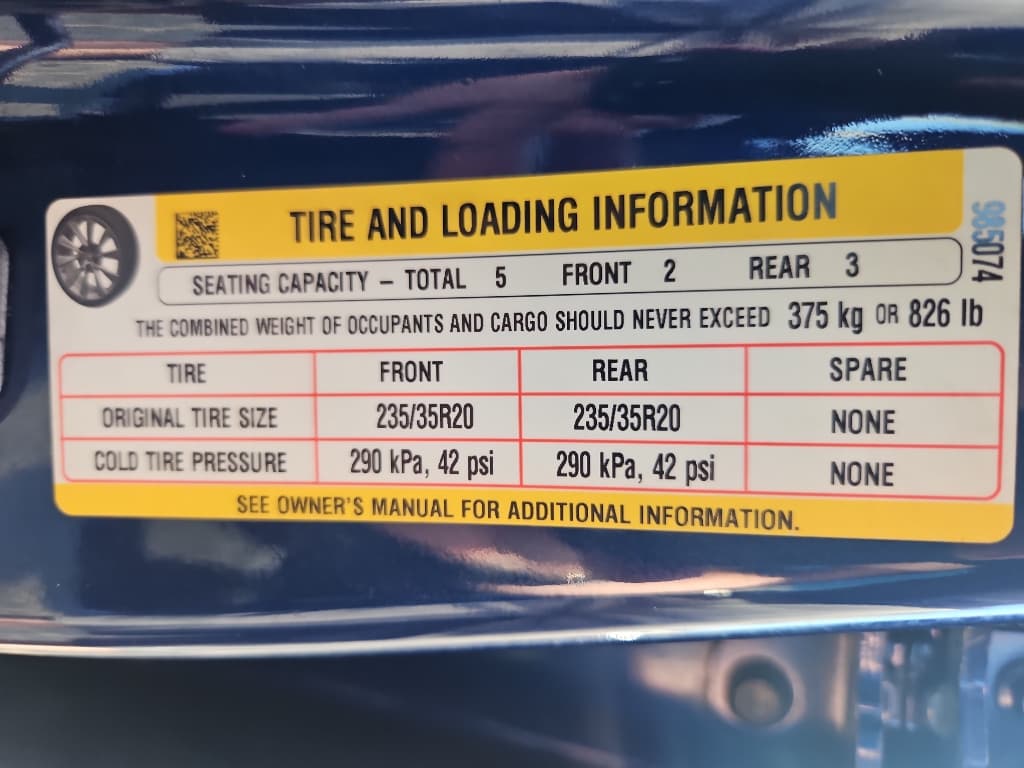 TIRE AND LOADING INFORMATION
985074
SEATING CAPACITY – TOTAL 5 FRONT 2 REAR 3
THE COMBINED WEIGHT OF OCCUPANTS AND CARGO SHOULD NEVER EXCEED 375 kg OR 826 lb
TIRE FRONT REAR SPARE
ORIGINAL TIRE SIZE 235/35R20 235/35R20 NONE
COLD TIRE PRESSURE 290 kPa, 42 psi 290 kPa, 42 psi NONE
SEE OWNER'S MANUAL FOR ADDITIONAL INFORMATION.